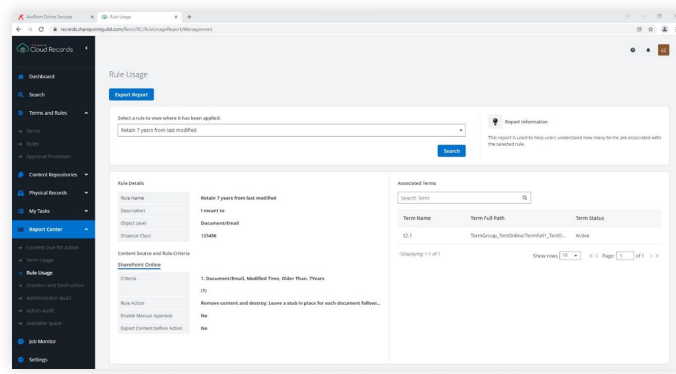 AvePoint Online Services
Rule Usage
records.sharepointguild.com/Root/RC/RuleUsageReport/Management
Cloud Records
SZ
Dashboard
Search
Terms and Rules
Terms
Rules
Approval Processes
Content Repositories
Physical Records
My Tasks
Report Center
Content Due for Action
Term Usage
Rule Usage
Creation and Destruction
Administrator Audit
Action Audit
Available Space
Job Monitor
Settings
Rule Usage
Export Report
Select a rule to view where it has been applied:
Retain 7 years from last modified
Search
Report Information
This report is used to help users understand how many terms are associated with
the selected rule.
Rule Details
Rule Name Retain 7 years from last modified
Description I meant to
Object Level Document/Email
Disposal Class 123456
Content Source and Rule Criteria
SharePoint Online
Criteria 1. Document/Email, Modified Time, Older Than, 7Years
(1)
Rule Action Remove content and destroy: Leave a stub in place for each document followi...
Enable Manual Approval No
Export Content before Action No
Associated Terms
Search Term
Term Name Term Full Path Term Status
t2.1 TermGroup_TestOnline/TermSet1_TestO... Active
*Displaying 1-1 of 1 Show rows 10 Page: 1 of 1